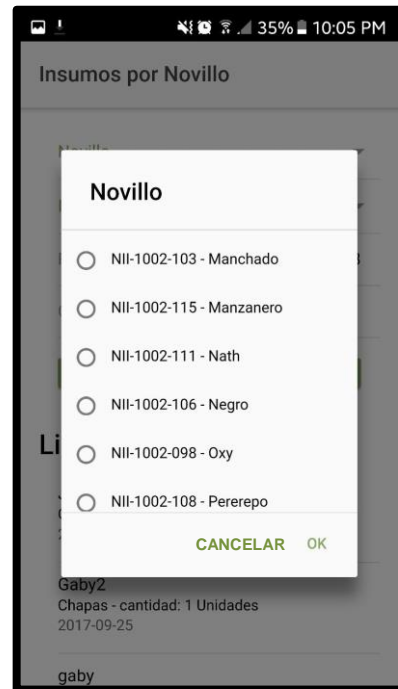 35% 10:05 PM
Insumos por Novillo
Novillo
Novillo
NII-1002-103 - Manchado
NII-1002-115 - Manzanero
NII-1002-111 - Nath
NII-1002-106 - Negro
NII-1002-098 - Oxy
NII-1002-108 - Pererepo
CANCELAR OK
Li
Gaby2
Chapas - cantidad: 1 Unidades
2017-09-25
gaby